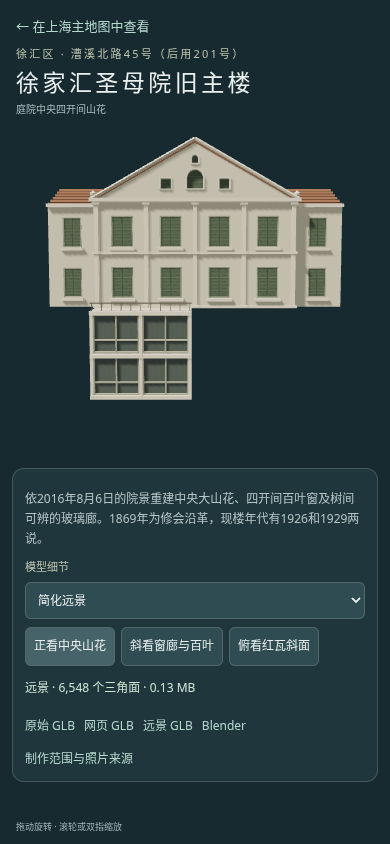 ← 在上海主地图中查看
徐汇区 · 漕溪北路45号（后用201号）
徐家汇圣母院旧主楼
庭院中央四开间山花
依2016年8月6日的院景重建中央大山花、四开间百叶窗及树间
可辨的玻璃廊。1869年为修会沿革，现楼年代有1926和1929两
说。
模型细节
简化远景
正看中央山花
斜看窗廊与百叶
俯看红瓦斜面
远景 · 6,548 个三角面 · 0.13 MB
原始 GLB 网页 GLB 远景 GLB Blender
制作范围与照片来源
拖动旋转 · 滚轮或双指缩放